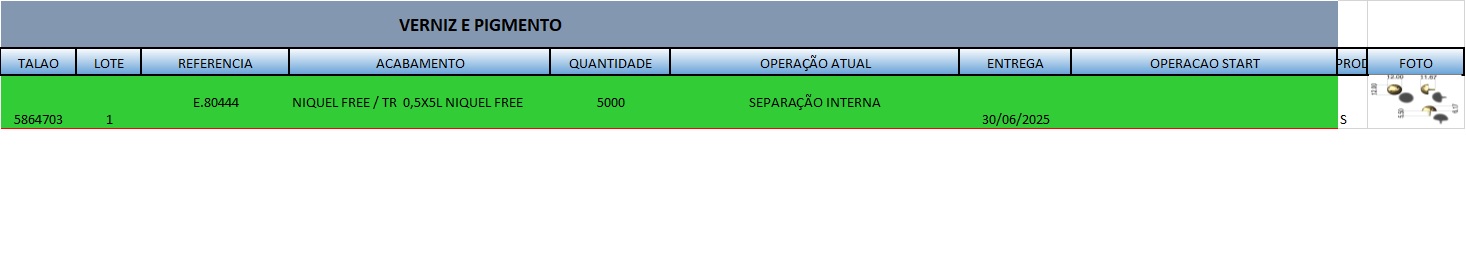 VERNIZ E PIGMENTO
TALAO LOTE REFERENCIA ACABAMENTO QUANTIDADE OPERAÇÃO ATUAL ENTREGA OPERACAO START PROD FOTO
5864703 1 E.80444 NIQUEL FREE / TR 0,5X5L NIQUEL FREE 5000 SEPARAÇÃO INTERNA 30/06/2025 S